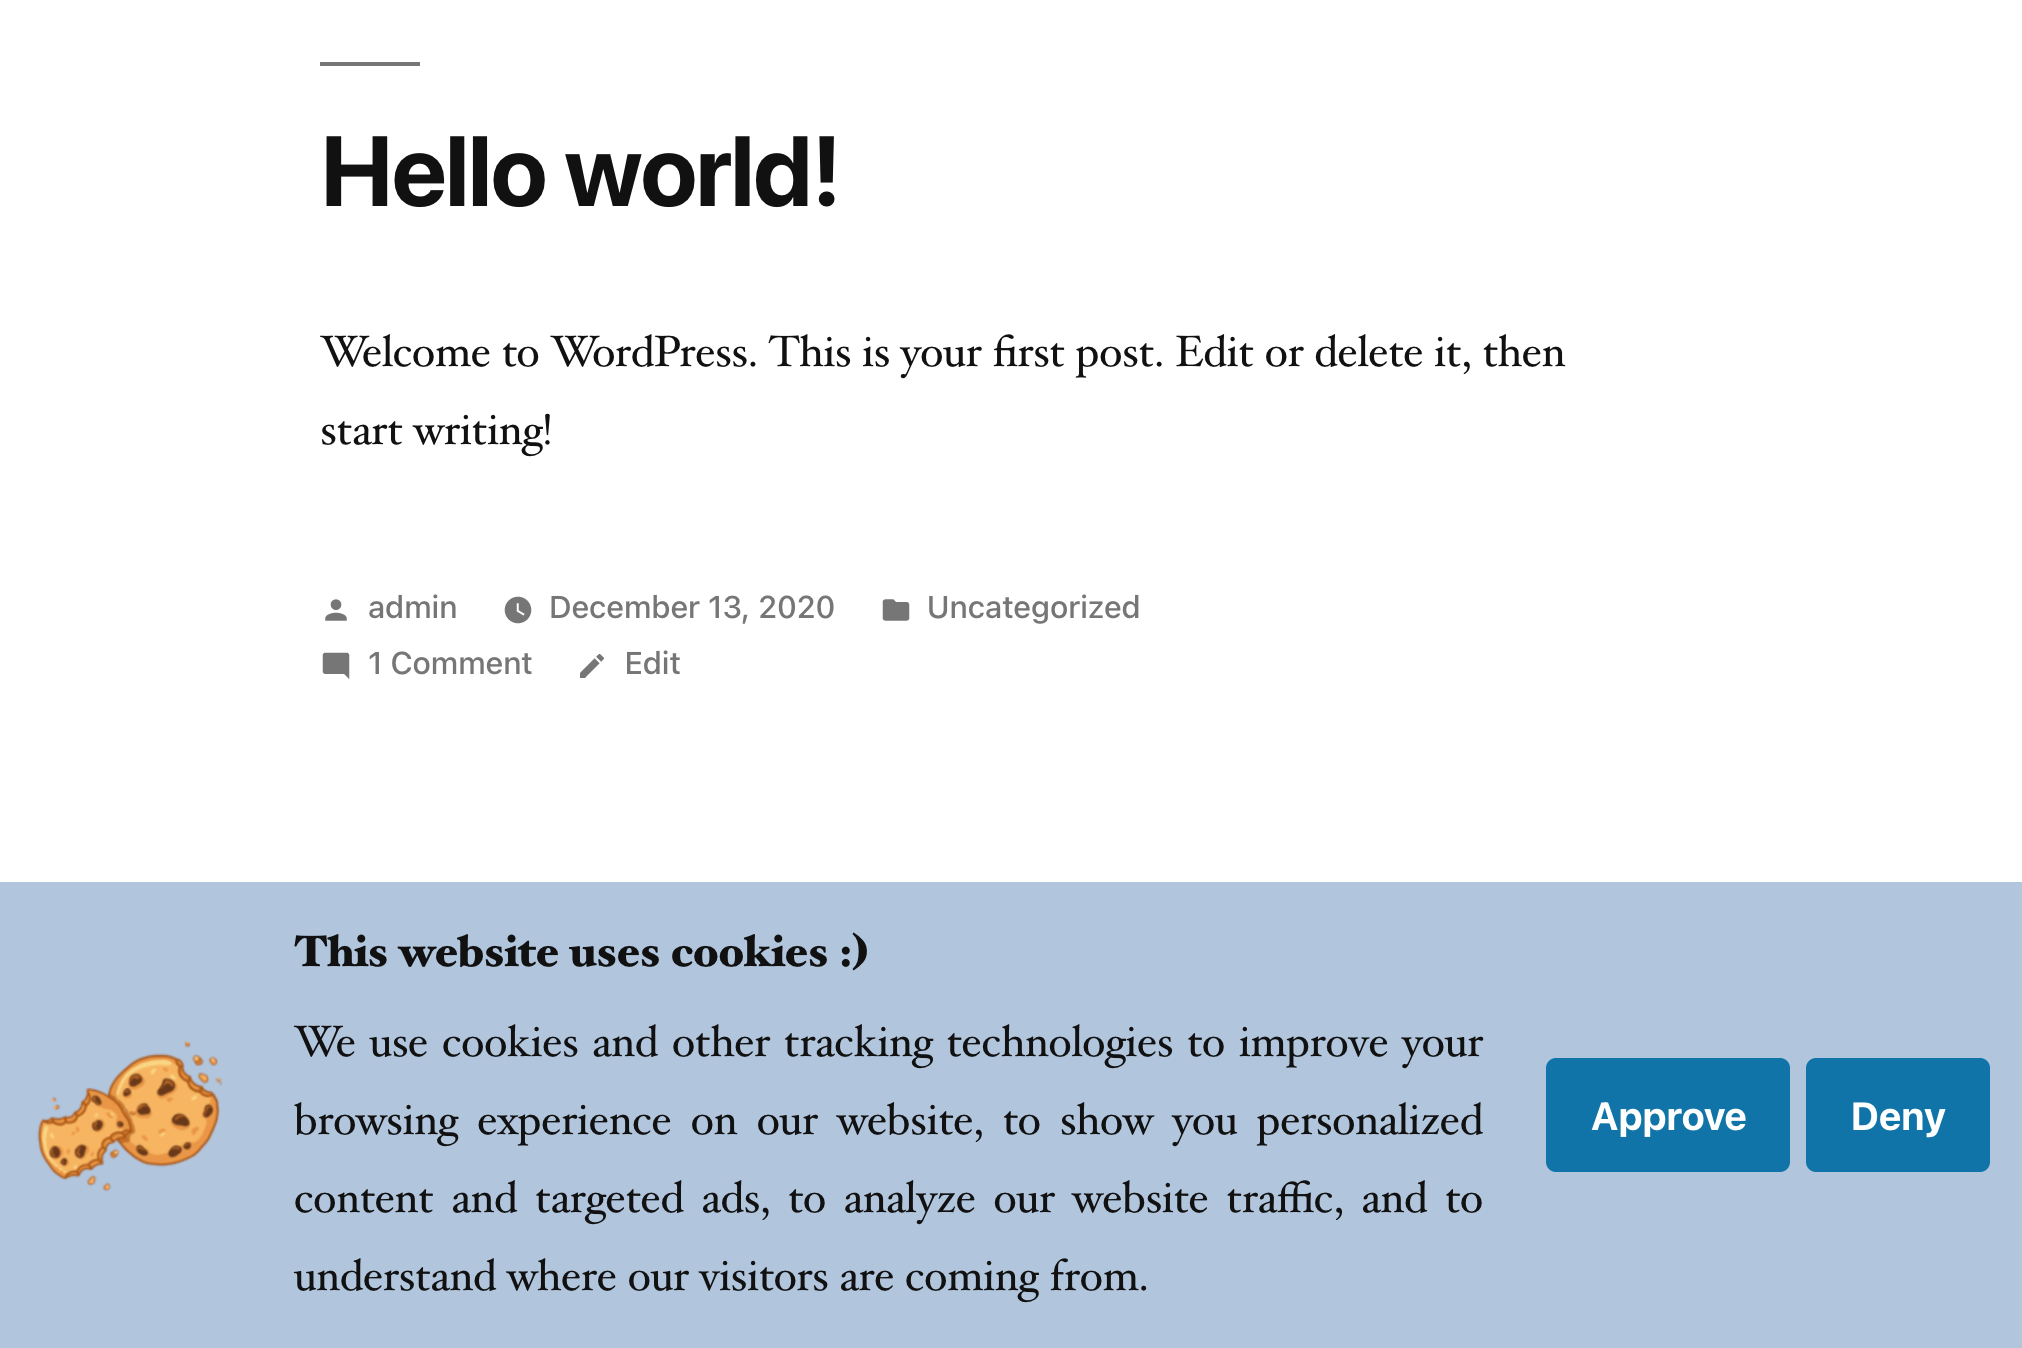 Hello world!
Welcome to WordPress. This is your first post. Edit or delete it, then
start writing!
admin December 13, 2020 Uncategorized
1 Comment Edit
This website uses cookies :)
We use cookies and other tracking technologies to improve your
browsing experience on our website, to show you personalized
content and targeted ads, to analyze our website traffic, and to
understand where our visitors are coming from.
Approve Deny